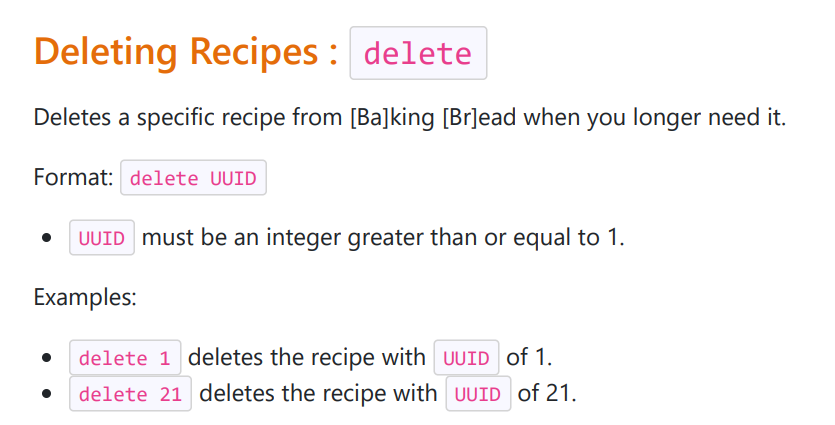 Deleting Recipes : delete
Deletes a specific recipe from [Ba]king [Br]ead when you longer need it.
Format: delete UUID
• UUID must be an integer greater than or equal to 1.
Examples:
• delete 1 deletes the recipe with UUID of 1.
• delete 21 deletes the recipe with UUID of 21.